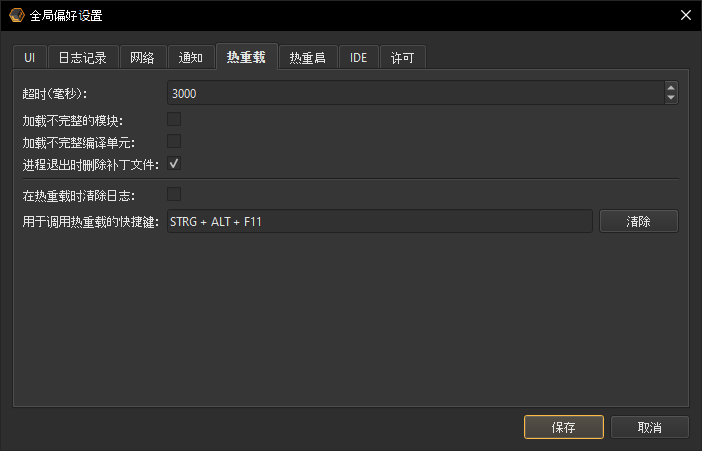 全局偏好设置
UI 日志记录 网络 通知 热重载 热重启 IDE 许可
超时(毫秒): 3000
加载不完整的模块:
加载不完整编译单元:
进程退出时删除补丁文件:
在热重载时清除日志:
用于调用热重载的快捷键: STRG + ALT + F11 清除
保存 取消